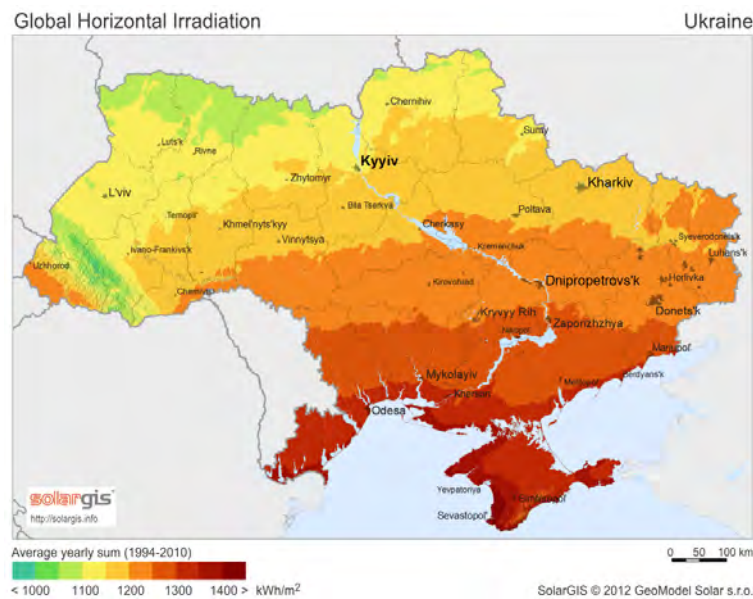 Global Horizontal Irradiation Ukraine
Chernihiv
Luts'k
Rivne
Sumy
Kyyiv
Zhytomyr
Kharkiv
L'viv
Bila Tserkva
Poltava
Ternopil'
Khmel'nyts'kyy
Cherkasy
Vinnytsya
Kremenchuk
Syeverodonets'k
Ivano-Frankivs'k
Luhans'k
Uzhhorod
Kirovohrad
Dnipropetrovs'k
Horlivka
Chernivtsi
Donets'k
Kryvyy Rih
Zaporizhzhya
Nikopol'
Mariupol'
Mykolayiv
Melitopol'
Berdyans'k
Kherson
Odesa
solargis
http://solargis.info
Yevpatoriya
Simferopol'
Sevastopol'
Average yearly sum (1994-2010)
0 50 100 km
< 1000 1100 1200 1300 1400 > kWh/m2
SolarGIS © 2012 GeoModel Solar s.r.o.